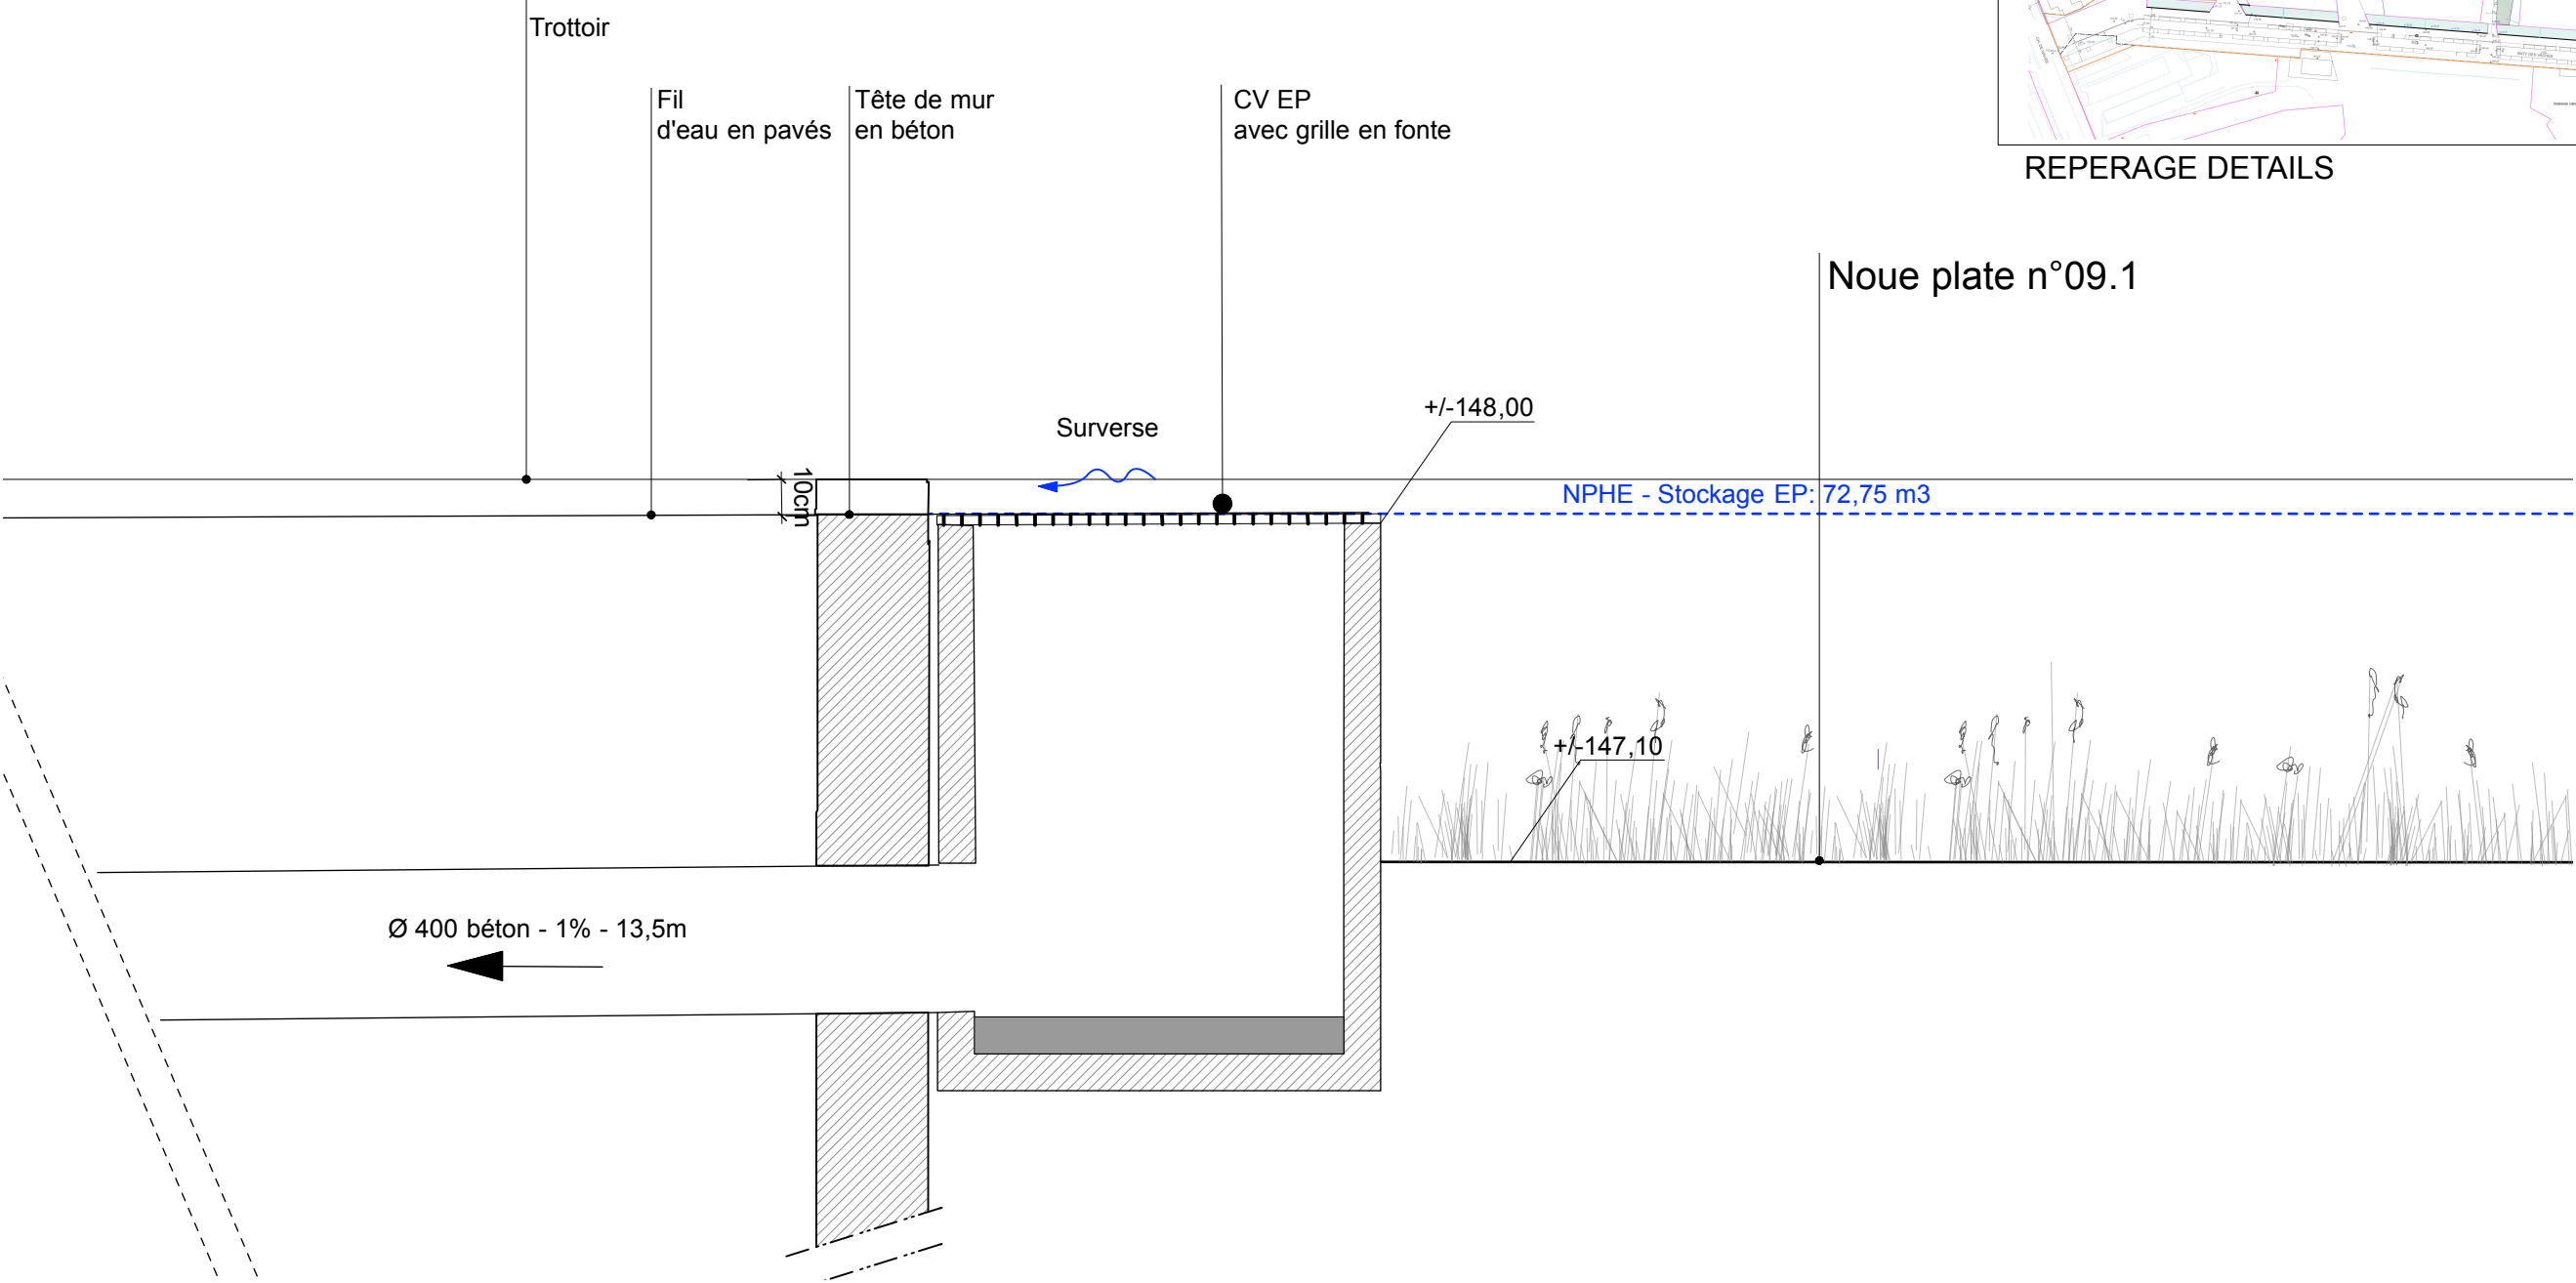 Trottoir
Fil
d'eau en pavés
Tête de mur
en béton
CV EP
avec grille en fonte
REPERAGE DETAILS
Noue plate n°09.1
+/-148,00
Surverse
10cm
NPHE - Stockage EP: 72,75 m3
+/-147,10
Ø 400 béton - 1% - 13,5m